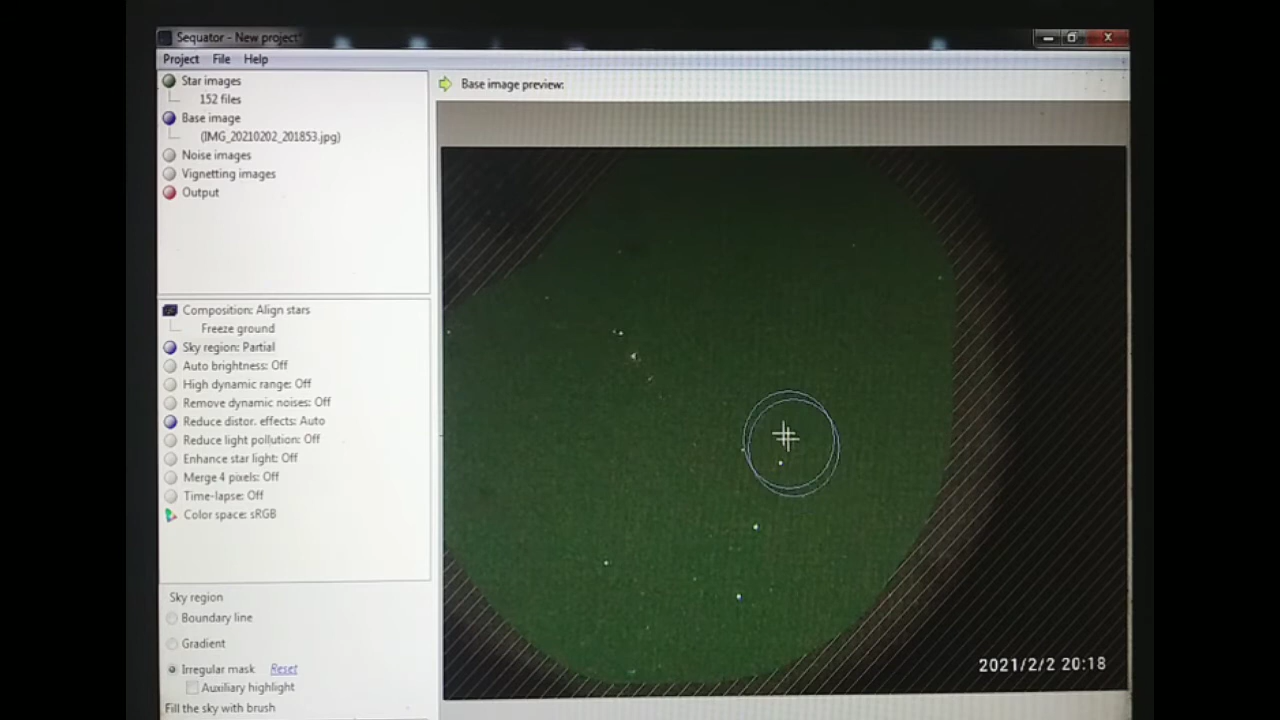 Sequator - New project*
Project File Help
Star images
152 files
Base image
(IMG_20210202_201853.jpg)
Noise images
Vignetting images
Output
Base image preview:
Composition: Align stars
Freeze ground
Sky region: Partial
Auto brightness: Off
High dynamic range: Off
Remove dynamic noises: Off
Reduce distor. effects: Auto
Reduce light pollution: Off
Enhance star light: Off
Merge 4 pixels: Off
Time-lapse: Off
Color space: sRGB
Sky region
Boundary line
Gradient
Irregular mask Reset
Auxiliary highlight
Fill the sky with brush
2021/2/2 20:18